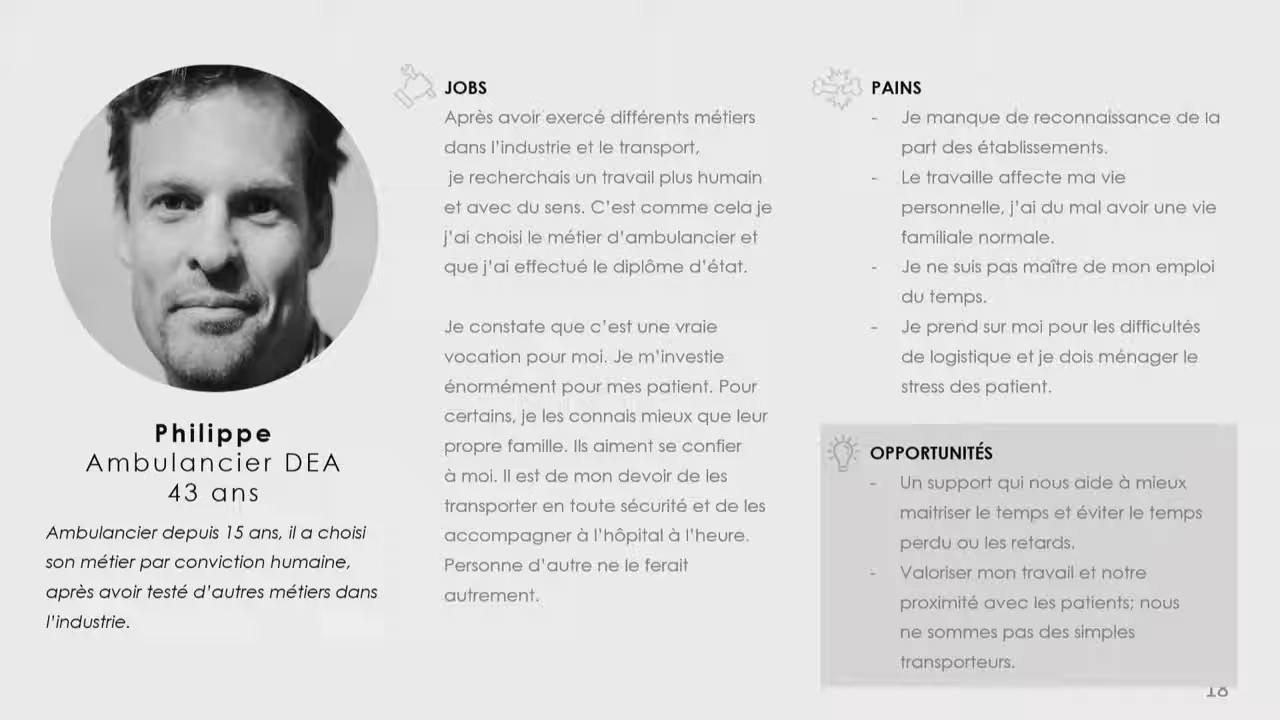 Philippe
Ambulancier DEA
43 ans
Ambulancier depuis 15 ans, il a choisi
son métier par conviction humaine,
après avoir testé d'autres métiers dans
l'industrie.
JOBS
Après avoir exercé différents métiers
dans l'industrie et le transport,
je recherchais un travail plus humain
et avec du sens. C'est comme cela je
j'ai choisi le métier d'ambulancier et
que j'ai effectué le diplôme d'état.
Je constate que c'est une vraie
vocation pour moi. Je m'investie
énormément pour mes patient. Pour
certains, je les connais mieux que leur
propre famille. Ils aiment se confier
à moi. Il est de mon devoir de les
transporter en toute sécurité et de les
accompagner à l'hôpital à l'heure.
Personne d'autre ne le ferait
autrement.
PAINS
- Je manque de reconnaissance de la
part des établissements.
- Le travaille affecte ma vie
personnelle, j'ai du mal avoir une vie
familiale normale.
- Je ne suis pas maître de mon emploi
du temps.
- Je prend sur moi pour les difficultés
de logistique et je dois ménager le
stress des patient.
OPPORTUNITÉS
- Un support qui nous aide à mieux
maitriser le temps et éviter le temps
perdu ou les retards.
- Valoriser mon travail et notre
proximité avec les patients; nous
ne sommes pas des simples
transporteurs.
18